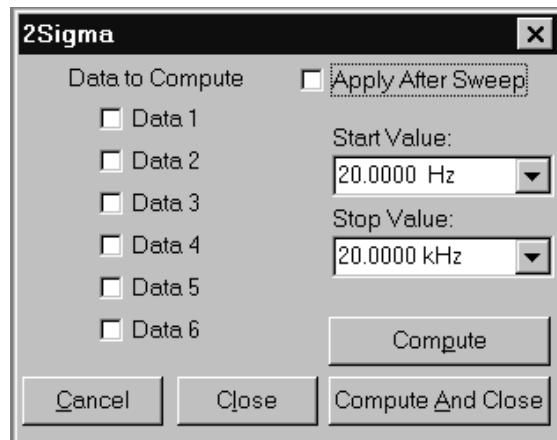 2Sigma
Data to Compute
Apply After Sweep
Data 1
Data 2
Data 3
Data 4
Data 5
Data 6
Start Value:
20.0000 Hz
Stop Value:
20.0000 kHz
Compute
Cancel
Close
Compute And Close